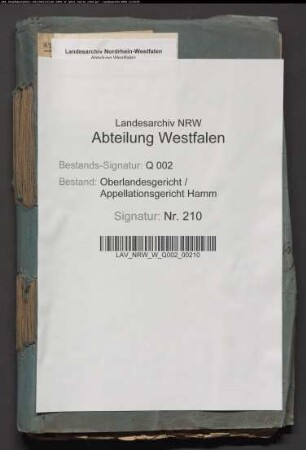 Landesarchiv Nordrhein-Westfalen
Abteilung Westfalen
Landesarchiv NRW
Abteilung Westfalen
Bestands-Signatur: Q 002
Bestand: Oberlandesgericht /
Appellationsgericht Hamm
Signatur: Nr. 210
LAV_NRW_W_Q002_00210